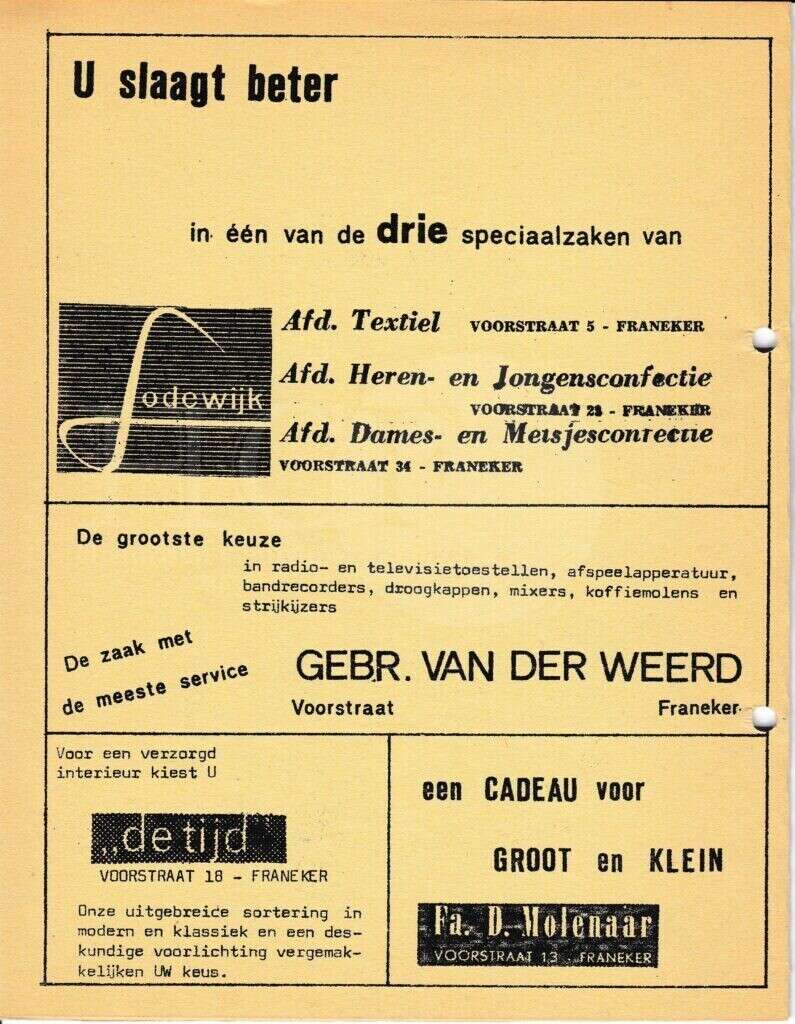 U slaagt beter
in één van de drie speciaalzaken van
Lodewijk
Afd. Textiel VOORSTRAAT 5 - FRANEKER
Afd. Heren- en Jongensconfectie
VOORSTRAAT 28 - FRANEKER
Afd. Dames- en Meisjesconfectie
VOORSTRAAT 34 - FRANEKER
De grootste keuze
in radio- en televisietoestellen, afspeelapperatuur,
bandrecorders, droogkappen, mixers, koffiemolens en
strijkijzers
De zaak met
de meeste service
GEBR. VAN DER WEERD
Voorstraat Franeker
Voor een verzorgd
interieur kiest U
„de tijd”
VOORSTRAAT 18 - FRANEKER
Onze uitgebreide sortering in
modern en klassiek en een des-
kundige voorlichting vergemak-
kelijken UW keus.
een CADEAU voor
GROOT en KLEIN
Fa. D. Molenaar
VOORSTRAAT 13 - FRANEKER